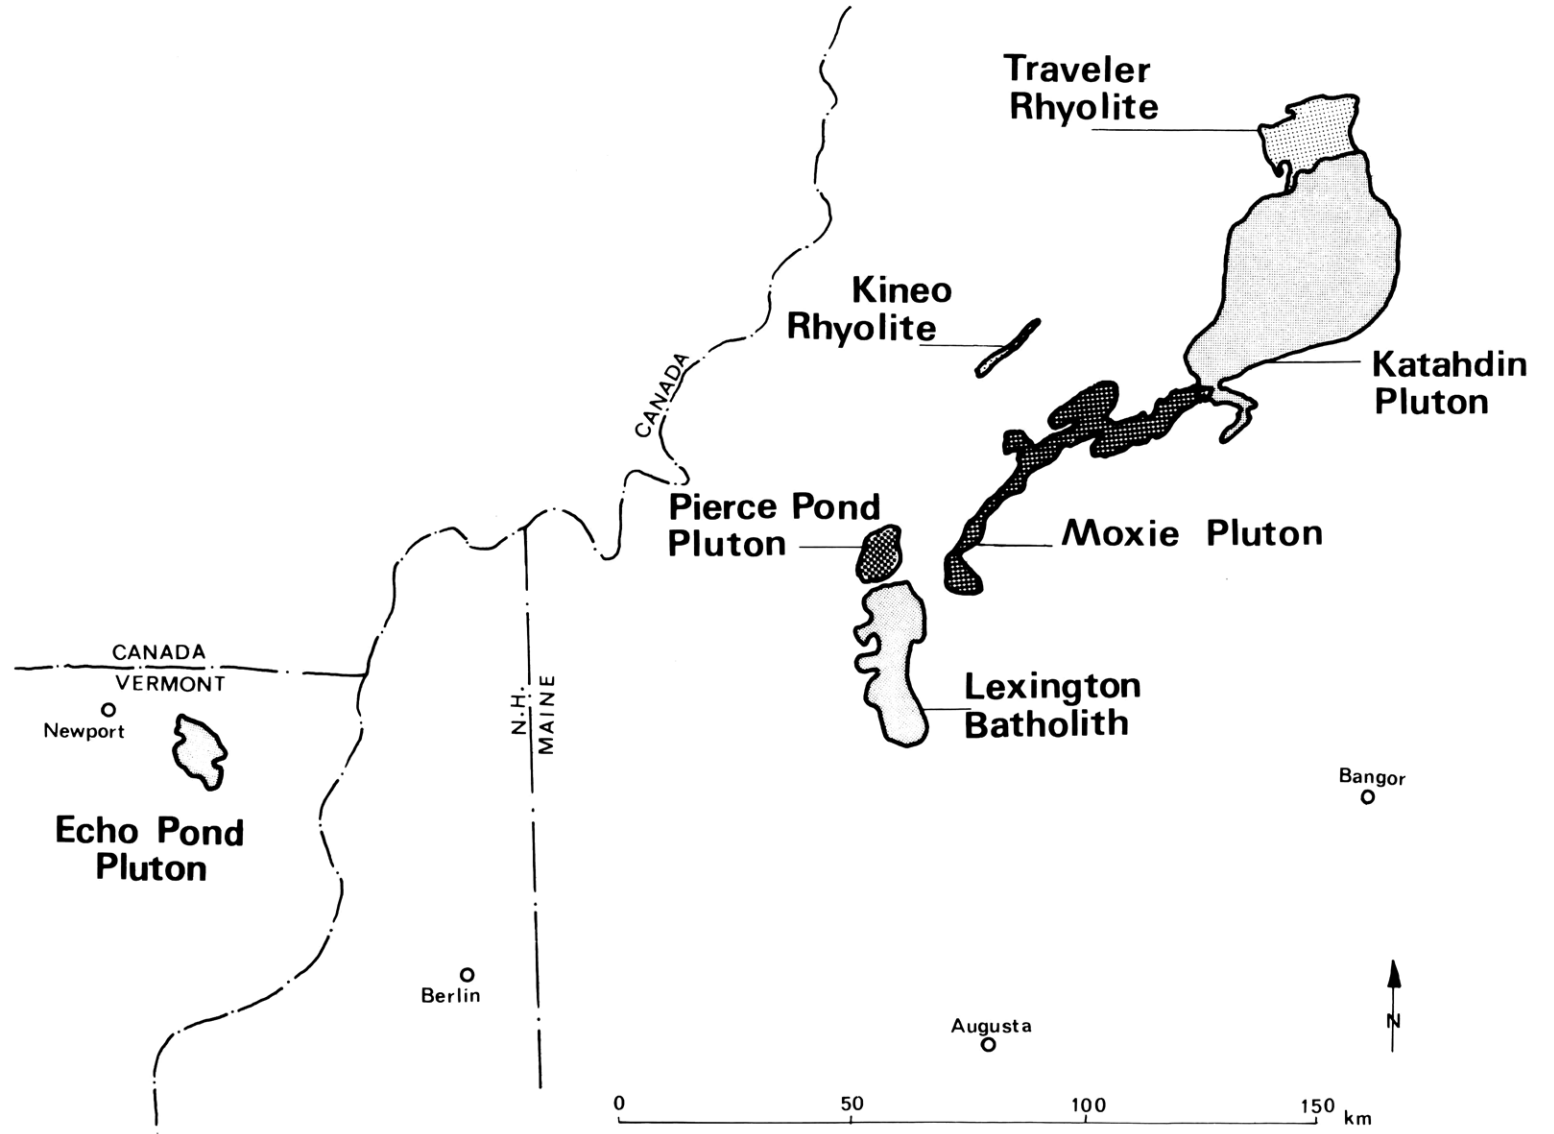 Traveler
Rhyolite
Kineo
Rhyolite
CANADA
Katahdin
Pluton
Pierce Pond
Pluton
Moxie Pluton
CANADA
VERMONT
Newport
N.H.
MAINE
Lexington
Batholith
Bangor
Echo Pond
Pluton
Berlin
Augusta
N
0 50 100 150 km